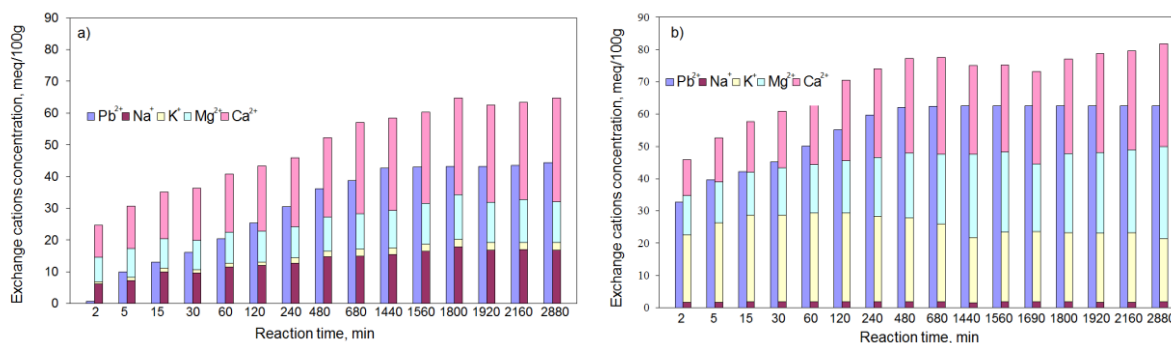 a)
Exchange cations concentration, meq/100g
90
80
70
60
50
40
30
20
10
0
Pb²⁺ Na⁺ K⁺ Mg²⁺ Ca²⁺
2 5 15 30 60 120 240 480 680 1440 1560 1800 1920 2160 2880
Reaction time, min
b)
Exchange cations concentration, meq/100g
90
80
70
60
50
40
30
20
10
0
Pb²⁺ Na⁺ K⁺ Mg²⁺ Ca²⁺
2 5 15 30 60 120 240 480 680 1440 1560 1690 1800 1920 2160 2880
Reaction time, min